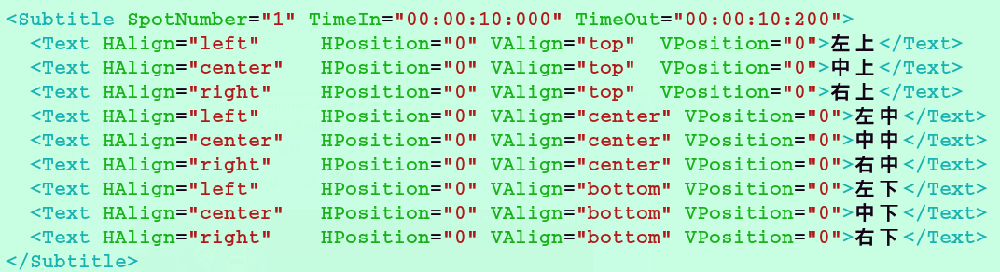 <Subtitle SpotNumber="1" TimeIn="00:00:10:000" TimeOut="00:00:10:200">
  <Text HAlign="left"     HPosition="0" VAlign="top"  VPosition="0">左上</Text>
  <Text HAlign="center"   HPosition="0" VAlign="top"  VPosition="0">中上</Text>
  <Text HAlign="right"    HPosition="0" VAlign="top"  VPosition="0">右上</Text>
  <Text HAlign="left"     HPosition="0" VAlign="center" VPosition="0">左中</Text>
  <Text HAlign="center"   HPosition="0" VAlign="center" VPosition="0">中中</Text>
  <Text HAlign="right"    HPosition="0" VAlign="center" VPosition="0">右中</Text>
  <Text HAlign="left"     HPosition="0" VAlign="bottom" VPosition="0">左下</Text>
  <Text HAlign="center"   HPosition="0" VAlign="bottom" VPosition="0">中下</Text>
  <Text HAlign="right"    HPosition="0" VAlign="bottom" VPosition="0">右下</Text>
</Subtitle>